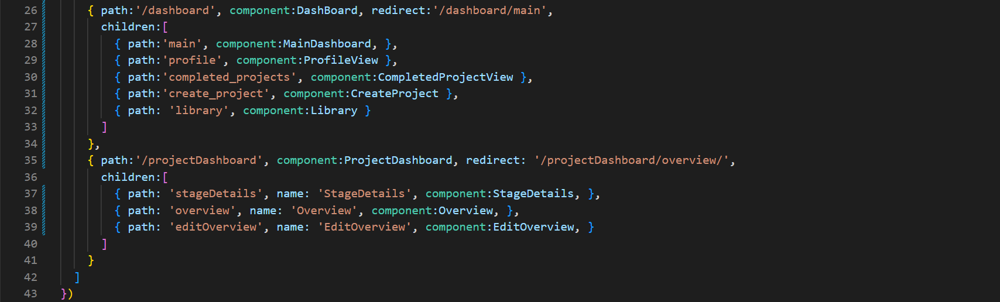 26 { path:'/dashboard', component:DashBoard, redirect:'/dashboard/main',
27 children:[
28 { path:'main', component:MainDashboard, },
29 { path:'profile', component:ProfileView },
30 { path:'completed_projects', component:CompletedProjectView },
31 { path:'create_project', component:CreateProject },
32 { path: 'library', component:Library }
33 ]
34 },
35 { path:'/projectDashboard', component:ProjectDashboard, redirect: '/projectDashboard/overview/',
36 children:[
37 { path: 'stageDetails', name: 'StageDetails', component:StageDetails, },
38 { path: 'overview', name: 'Overview', component:Overview, },
39 { path: 'editOverview', name: 'EditOverview', component:EditOverview, }
40 ]
41 }
42 ]
43 })